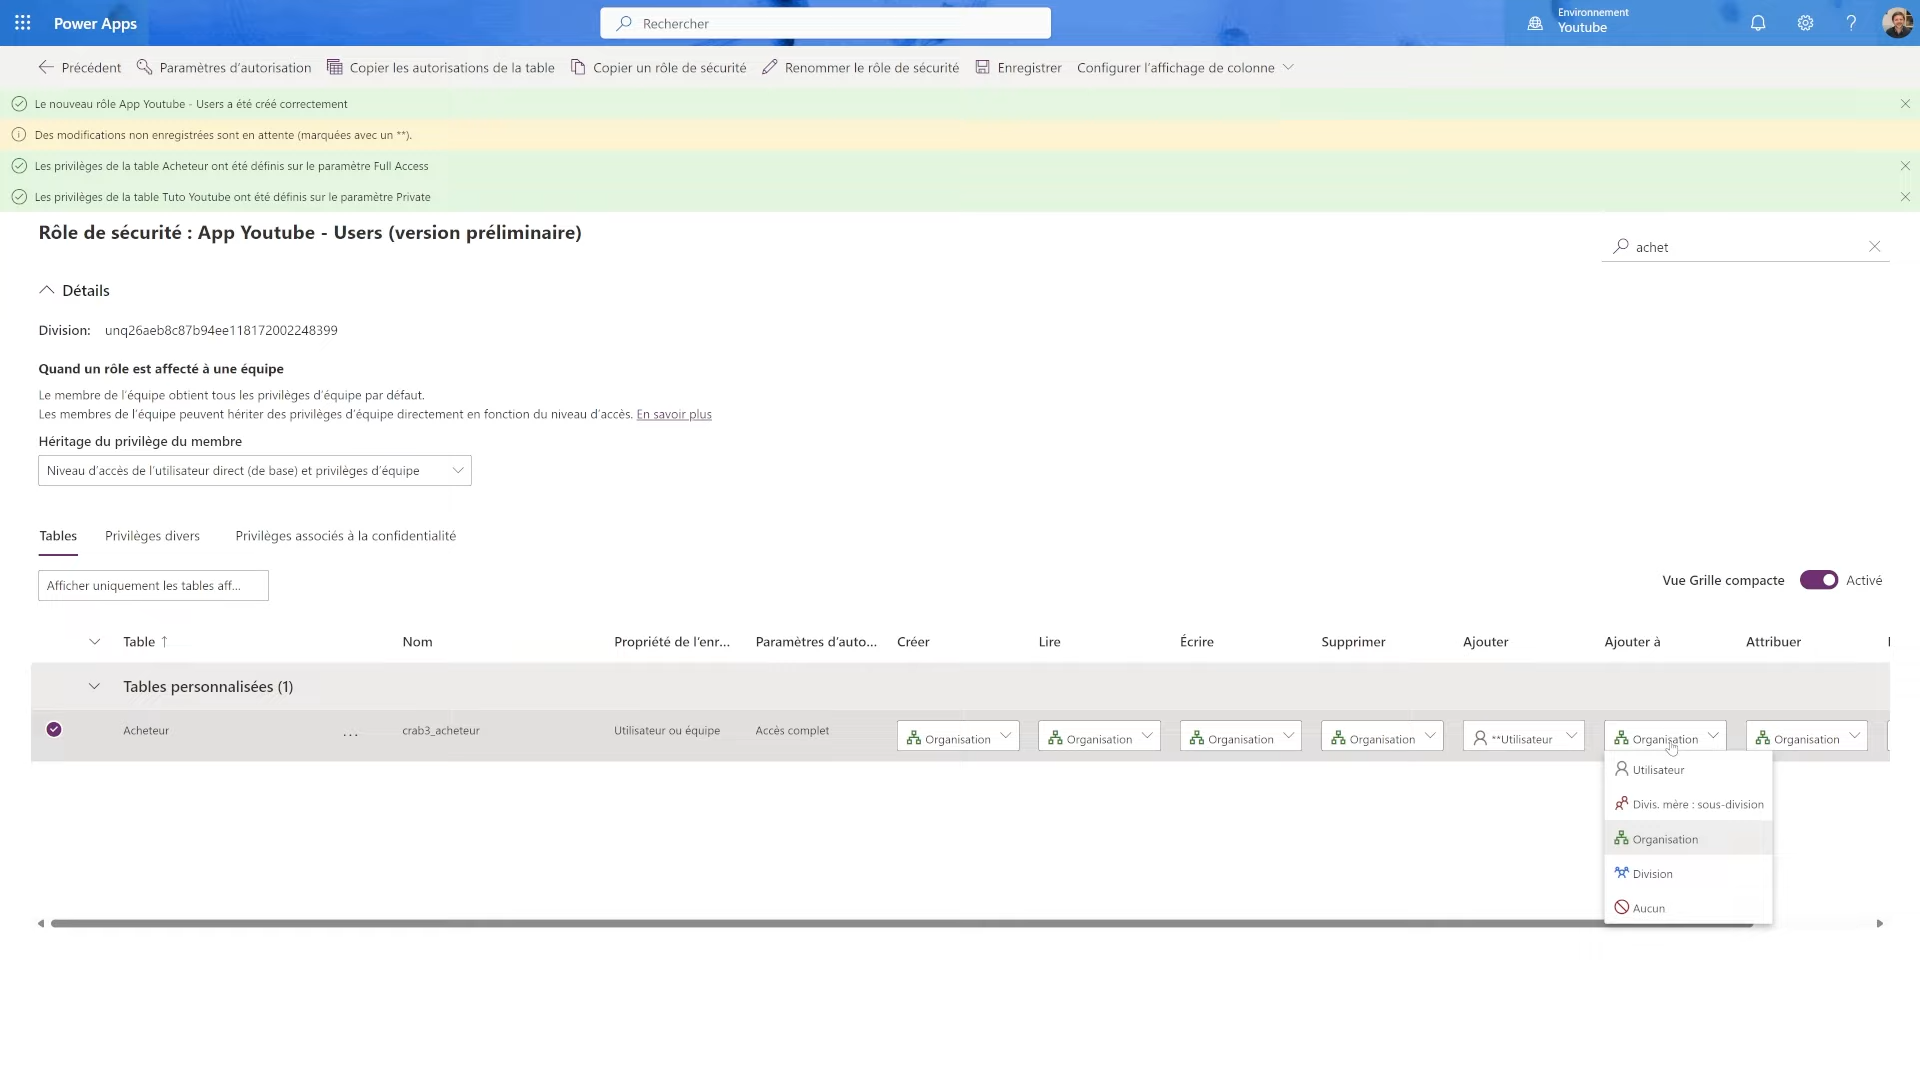 Power Apps
Rechercher
Environnement
Youtube
Précédent
Paramètres d'autorisation
Copier les autorisations de la table
Copier un rôle de sécurité
Renommer le rôle de sécurité
Enregistrer
Configurer l'affichage de colonne
Le nouveau rôle App Youtube - Users a été créé correctement
Des modifications non enregistrées sont en attente (marquées avec un **).
Les privilèges de la table Acheteur ont été définis sur le paramètre Full Access
Les privilèges de la table Tuto Youtube ont été définis sur le paramètre Private
Rôle de sécurité : App Youtube - Users (version préliminaire)
achet
Détails
Division: unq26aeb8c87b94ee118172002248399
Quand un rôle est affecté à une équipe
Le membre de l'équipe obtient tous les privilèges d'équipe par défaut.
Les membres de l'équipe peuvent hériter des privilèges d'équipe directement en fonction du niveau d'accès. En savoir plus
Héritage du privilège du membre
Niveau d'accès de l'utilisateur direct (de base) et privilèges d'équipe
Tables
Privilèges divers
Privilèges associés à la confidentialité
Afficher uniquement les tables aff...
Vue Grille compacte
Activé
Table ↑
Nom
Propriété de l'enr...
Paramètres d'auto...
Créer
Lire
Écrire
Supprimer
Ajouter
Ajouter à
Attribuer
Tables personnalisées (1)
Acheteur
...
crab3_acheteur
Utilisateur ou équipe
Accès complet
Organisation
Organisation
Organisation
Organisation
**Utilisateur
Organisation
Organisation
Utilisateur
Divis. mère : sous-division
Organisation
Division
Aucun